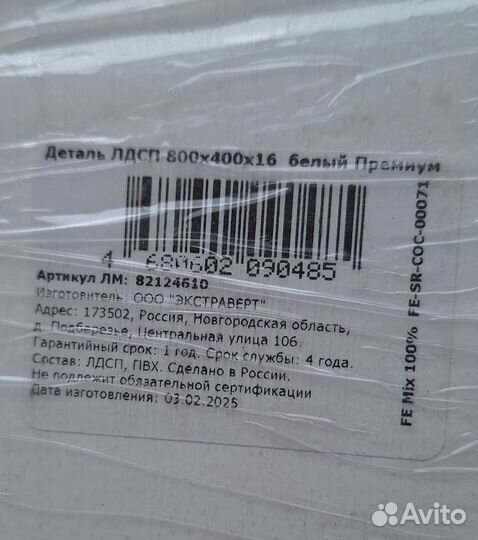 Деталь ЛДСП 800x400x16 белый Премиум
4 680602 090485
Артикул ЛМ: 82124610
Изготовитель: ООО "ЭКСТРАВЕРТ"
Адрес: 173502, Россия, Новгородская область,
д. Подберезье, Центральная улица 106.
Гарантийный срок: 1 год. Срок службы: 4 года.
Состав: ЛДСП, ПВХ. Сделано в России.
Не подлежит обязательной сертификации
Дата изготовления: 03.02.2025
FE Mix 100% FE-SR-COC-00071
Avito